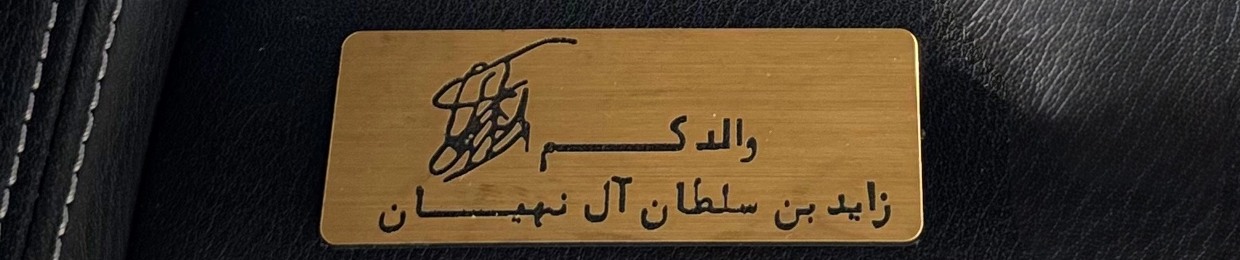 والدكم
زايد بن سلطان آل نهيان